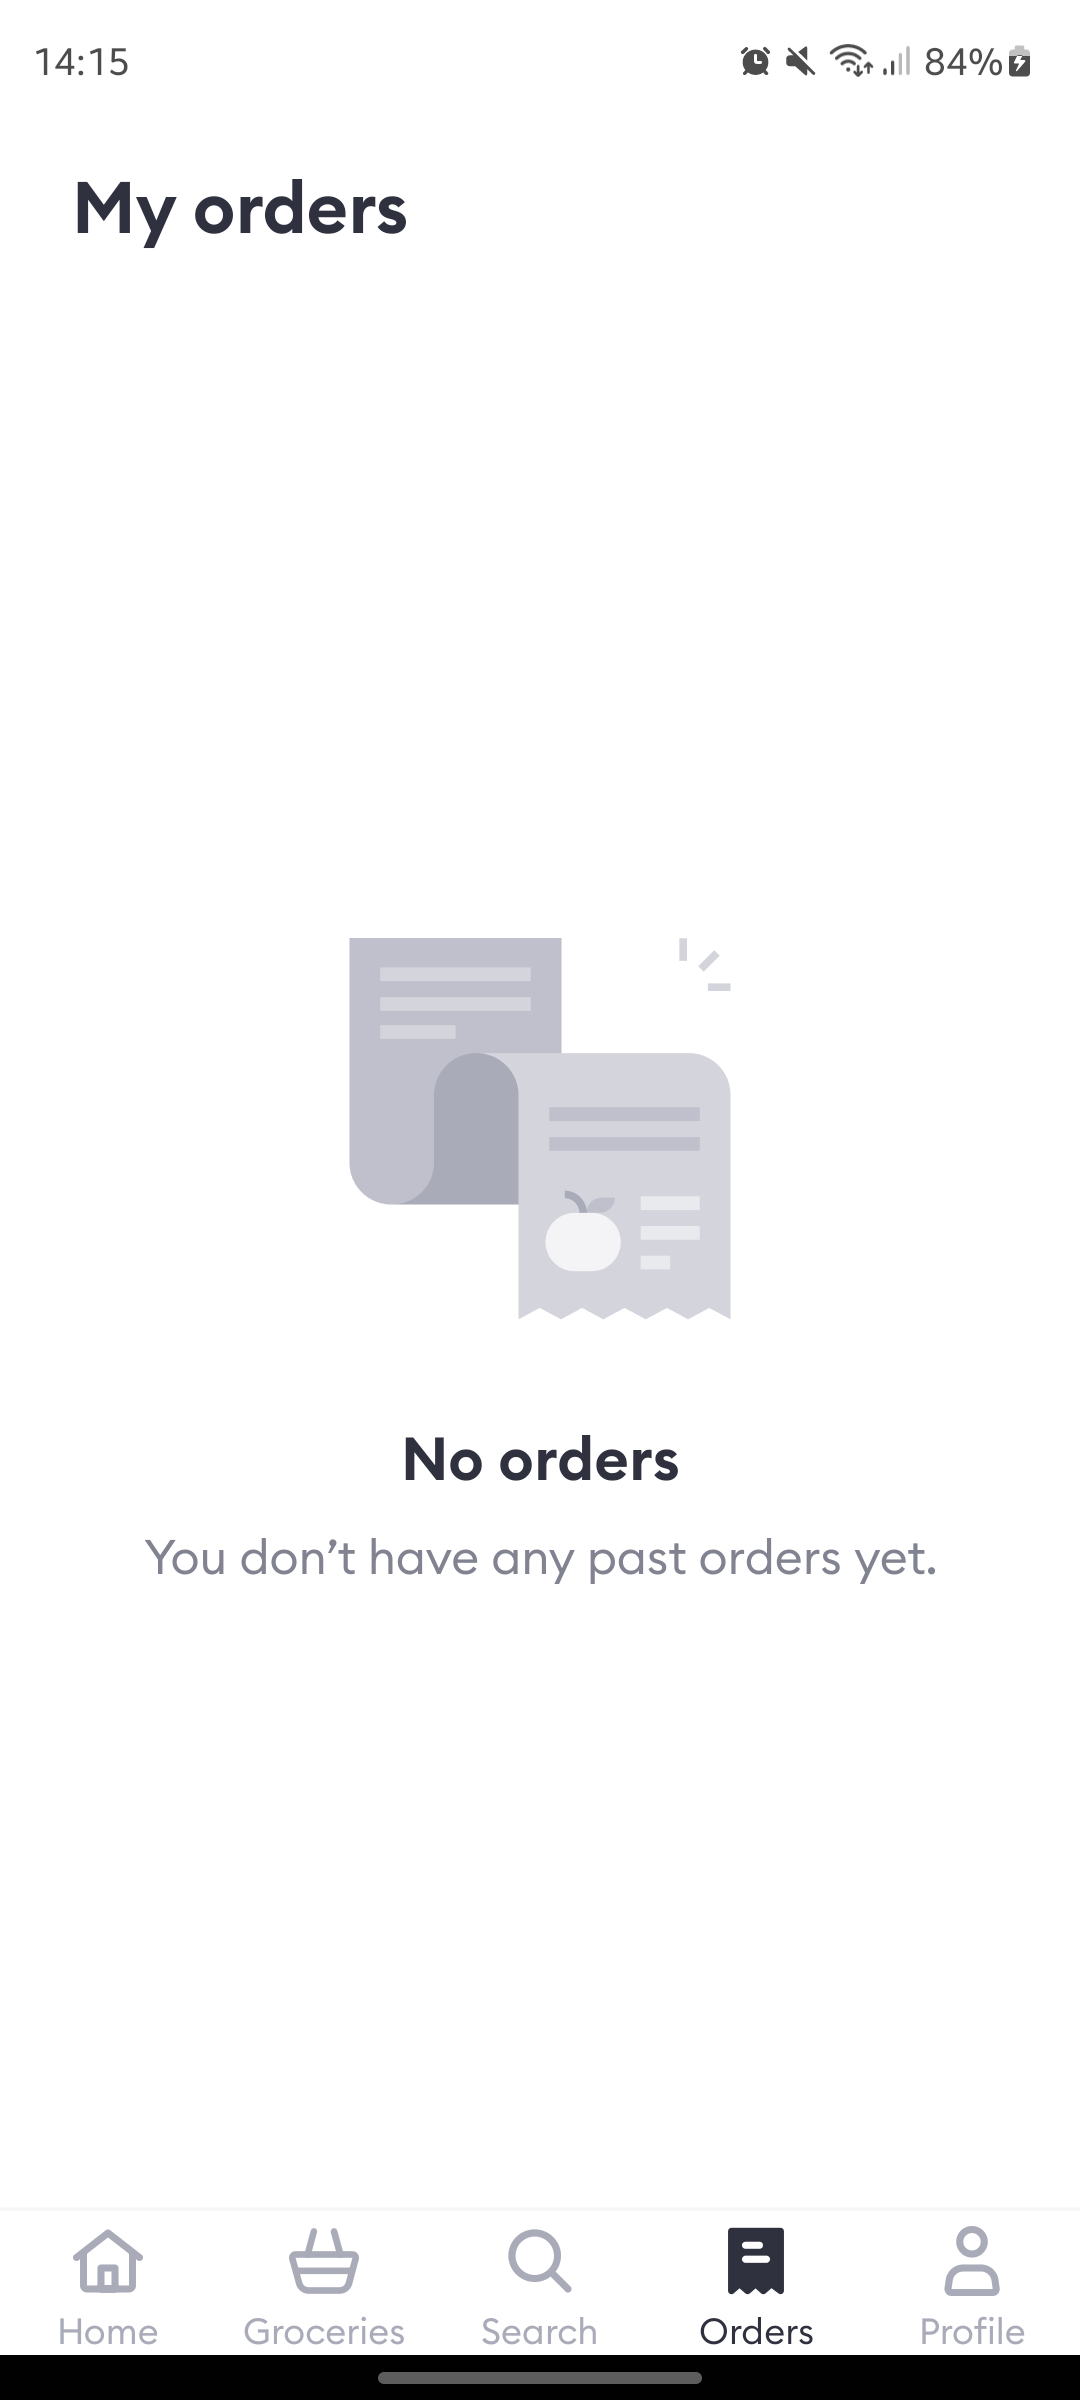 14:15
84%
My orders
No orders
You don’t have any past orders yet.
Home
Groceries
Search
Orders
Profile